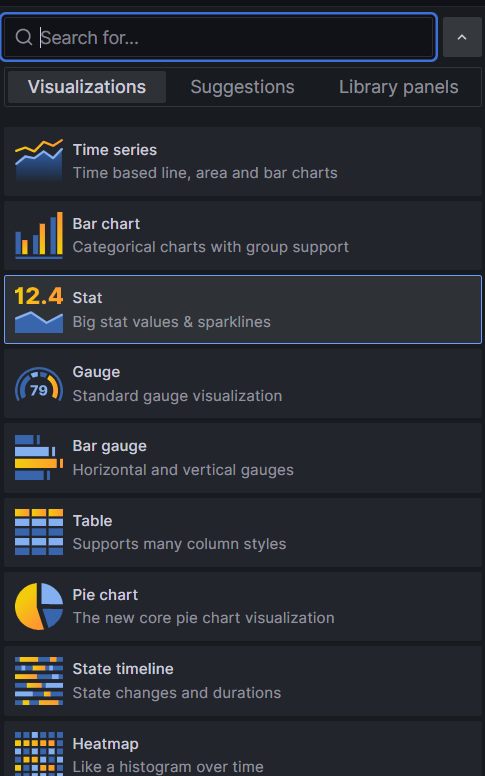 Search for...
Visualizations Suggestions Library panels
Time series
Time based line, area and bar charts
Bar chart
Categorical charts with group support
12.4
Stat
Big stat values & sparklines
Gauge
79
Standard gauge visualization
Bar gauge
Horizontal and vertical gauges
Table
Supports many column styles
Pie chart
The new core pie chart visualization
State timeline
State changes and durations
Heatmap
Like a histogram over time